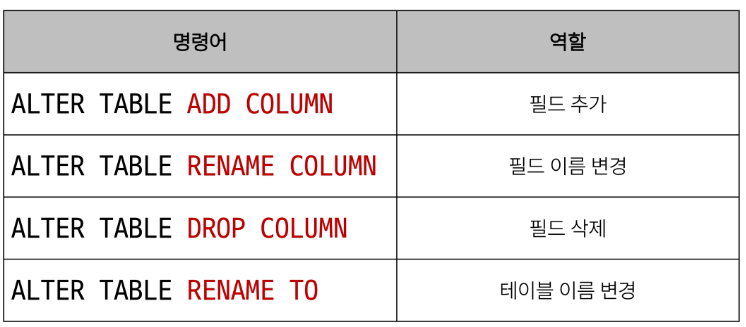 명령어 역할
ALTER TABLE ADD COLUMN 필드 추가
ALTER TABLE RENAME COLUMN 필드 이름 변경
ALTER TABLE DROP COLUMN 필드 삭제
ALTER TABLE RENAME TO 테이블 이름 변경